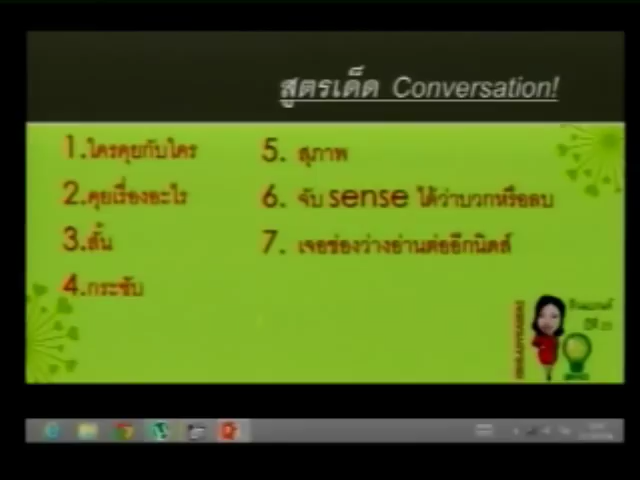 สูตรเด็ด Conversation!
1.ใครคุยกับใคร
2.คุยเรื่องอะไร
3.สั้น
4.กระชับ
5. สุภาพ
6. จับ sense ได้ว่าบวกหรือลบ
7. เจอช่องว่างอ่านต่ออีกนิดส์